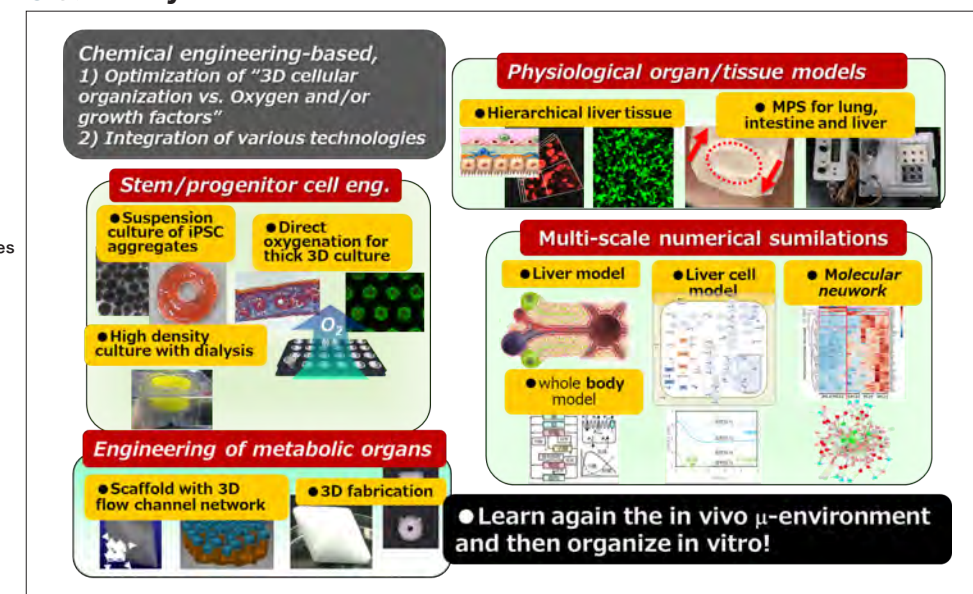 Chemical engineering-based,
1) Optimization of "3D cellular
organization vs. Oxygen and/or
growth factors"
2) Integration of various technologies
Physiological organ/tissue models
●Hierarchical liver tissue
●MPS for lung,
intestine and liver
Stem/progenitor cell eng.
●Suspension
culture of iPSC
aggregates
●Direct
oxygenation for
thick 3D culture
O2
●High density
culture with dialysis
es
Multi-scale numerical sumilations
●Liver model
●Liver cell
model
●Molecular
neuwork
●whole body
model
Engineering of metabolic organs
●Scaffold with 3D
flow channel network
●3D fabrication
●Learn again the in vivo μ-environment
and then organize in vitro!